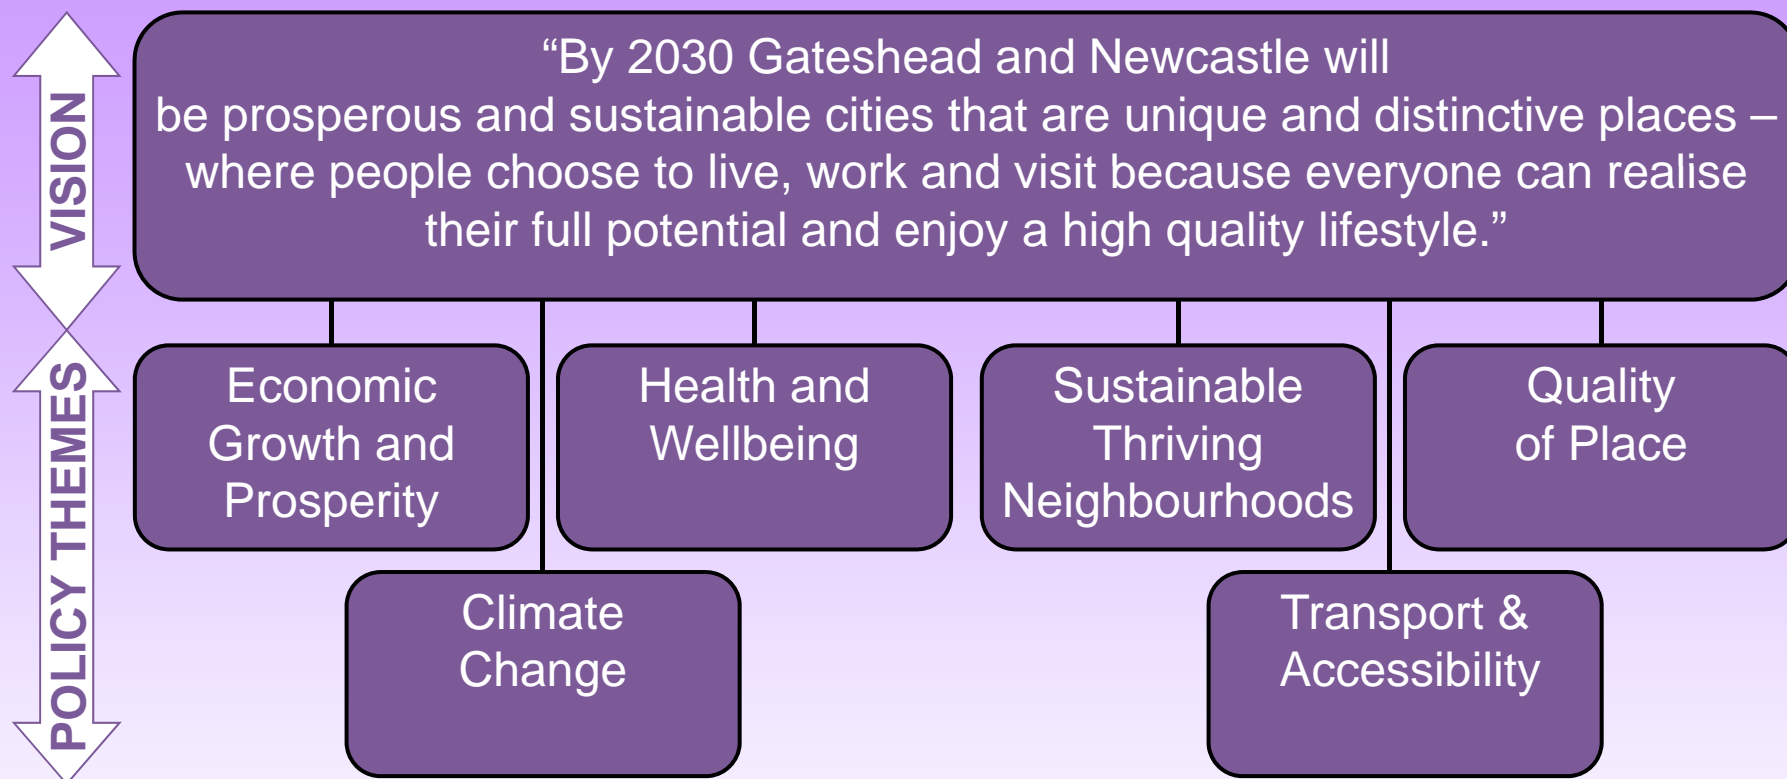 VISION
“By 2030 Gateshead and Newcastle will
be prosperous and sustainable cities that are unique and distinctive places –
where people choose to live, work and visit because everyone can realise
their full potential and enjoy a high quality lifestyle.”
POLICY THEMES
Economic
Growth and
Prosperity
Health and
Wellbeing
Sustainable
Thriving
Neighbourhoods
Quality
of Place
Climate
Change
Transport &
Accessibility